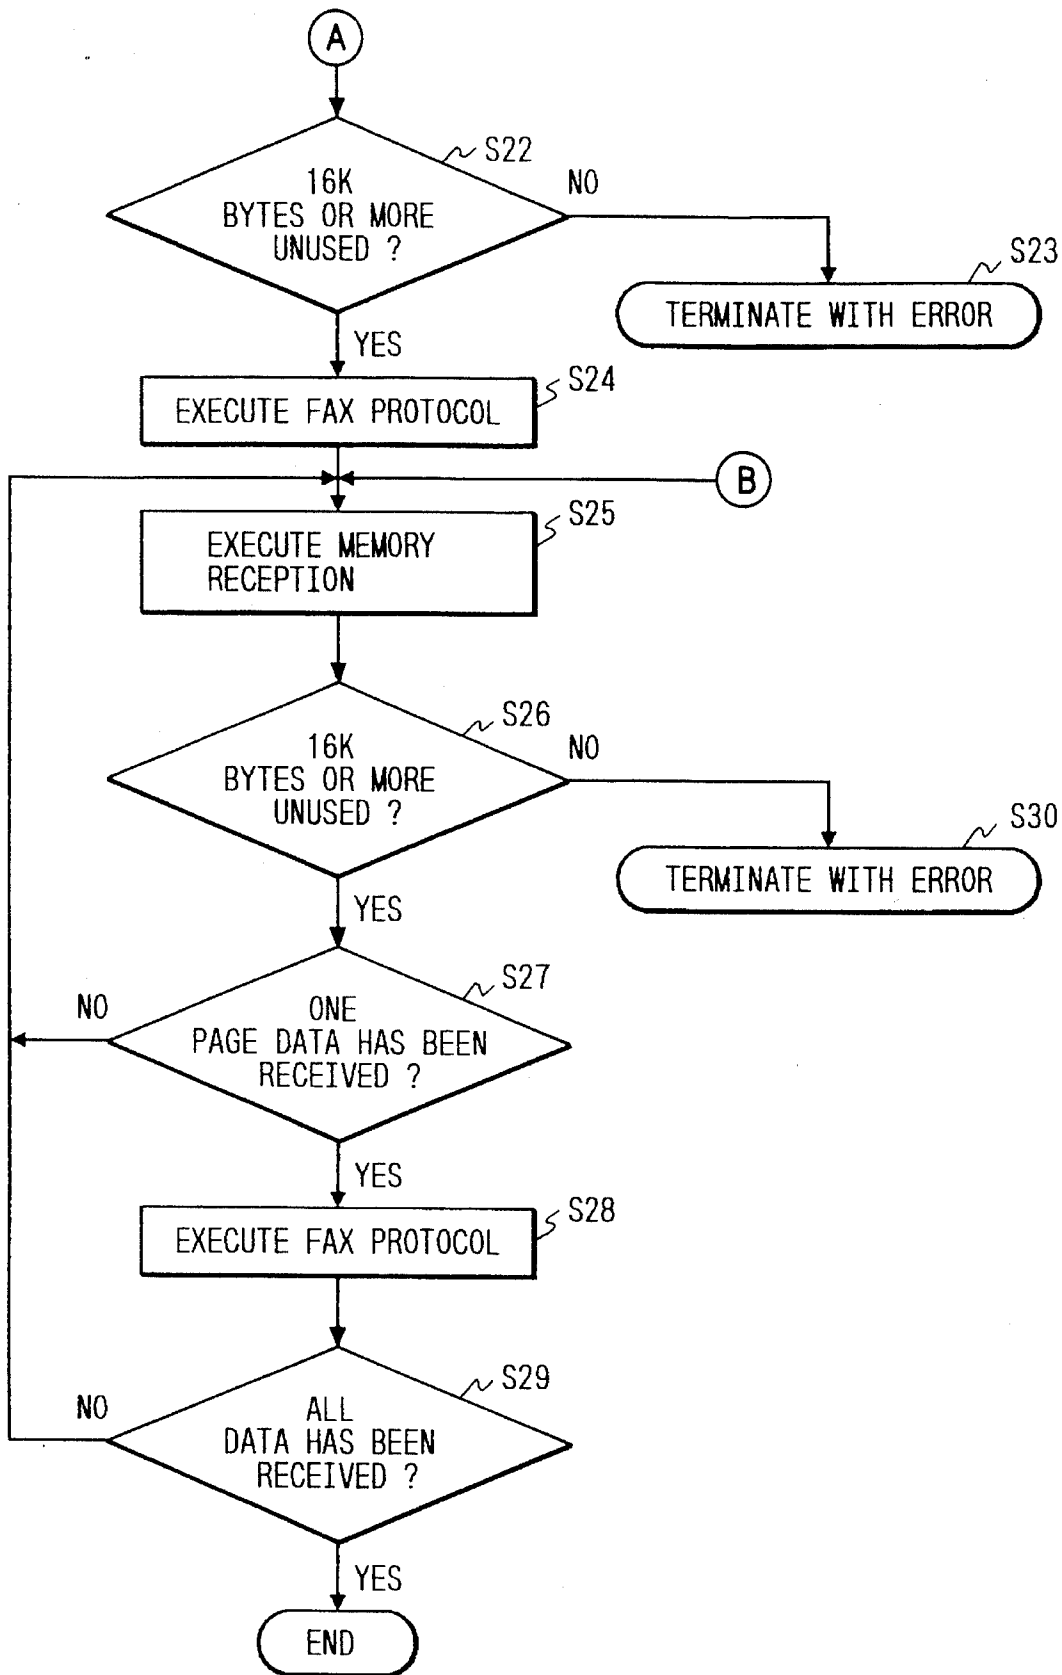 A
S22
16K
BYTES OR MORE
UNUSED ?
NO
S23
TERMINATE WITH ERROR
YES
S24
EXECUTE FAX PROTOCOL
B
S25
EXECUTE MEMORY
RECEPTION
S26
16K
BYTES OR MORE
UNUSED ?
NO
S30
TERMINATE WITH ERROR
YES
S27
NO
ONE
PAGE DATA HAS BEEN
RECEIVED ?
YES
S28
EXECUTE FAX PROTOCOL
S29
NO
ALL
DATA HAS BEEN
RECEIVED ?
YES
END